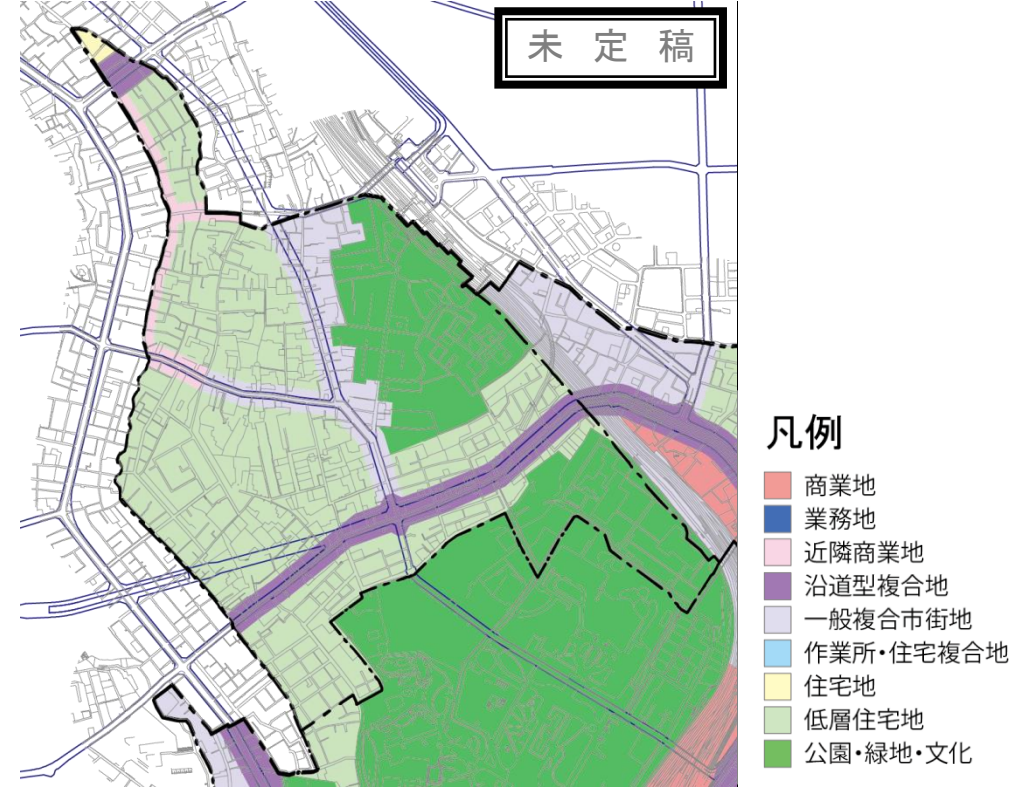 未定稿
凡例
商業地
業務地
近隣商業地
沿道型複合地
一般複合市街地
作業所・住宅複合地
住宅地
低層住宅地
公園・緑地・文化